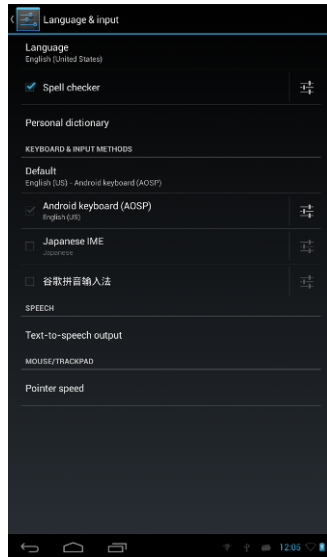 Language & input
Language
English (United States)
Spell checker
Personal dictionary
KEYBOARD & INPUT METHODS
Default
English (US) - Android keyboard (AOSP)
Android keyboard (AOSP)
English (US)
Japanese IME
Japanese
谷歌拼音输入法
SPEECH
Text-to-speech output
MOUSE/TRACKPAD
Pointer speed
12:05